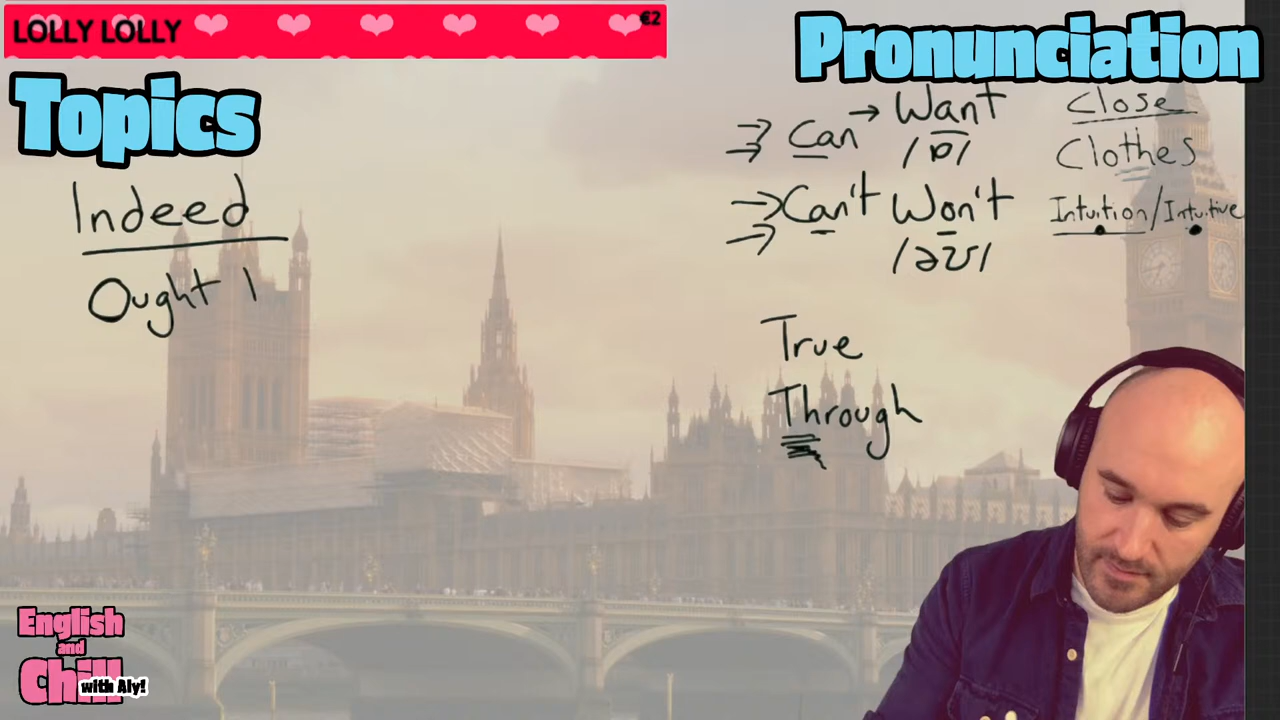 LOLLY LOLLY €2
Topics
Indeed
Ought 1
Pronunciation
→ Can → Want
→ /ɒ/
→ Can't Won't
→ /əʊ/
True
Through
Close
Clothes
Intuition/Intuitive
English
and
Chill
with Aly!